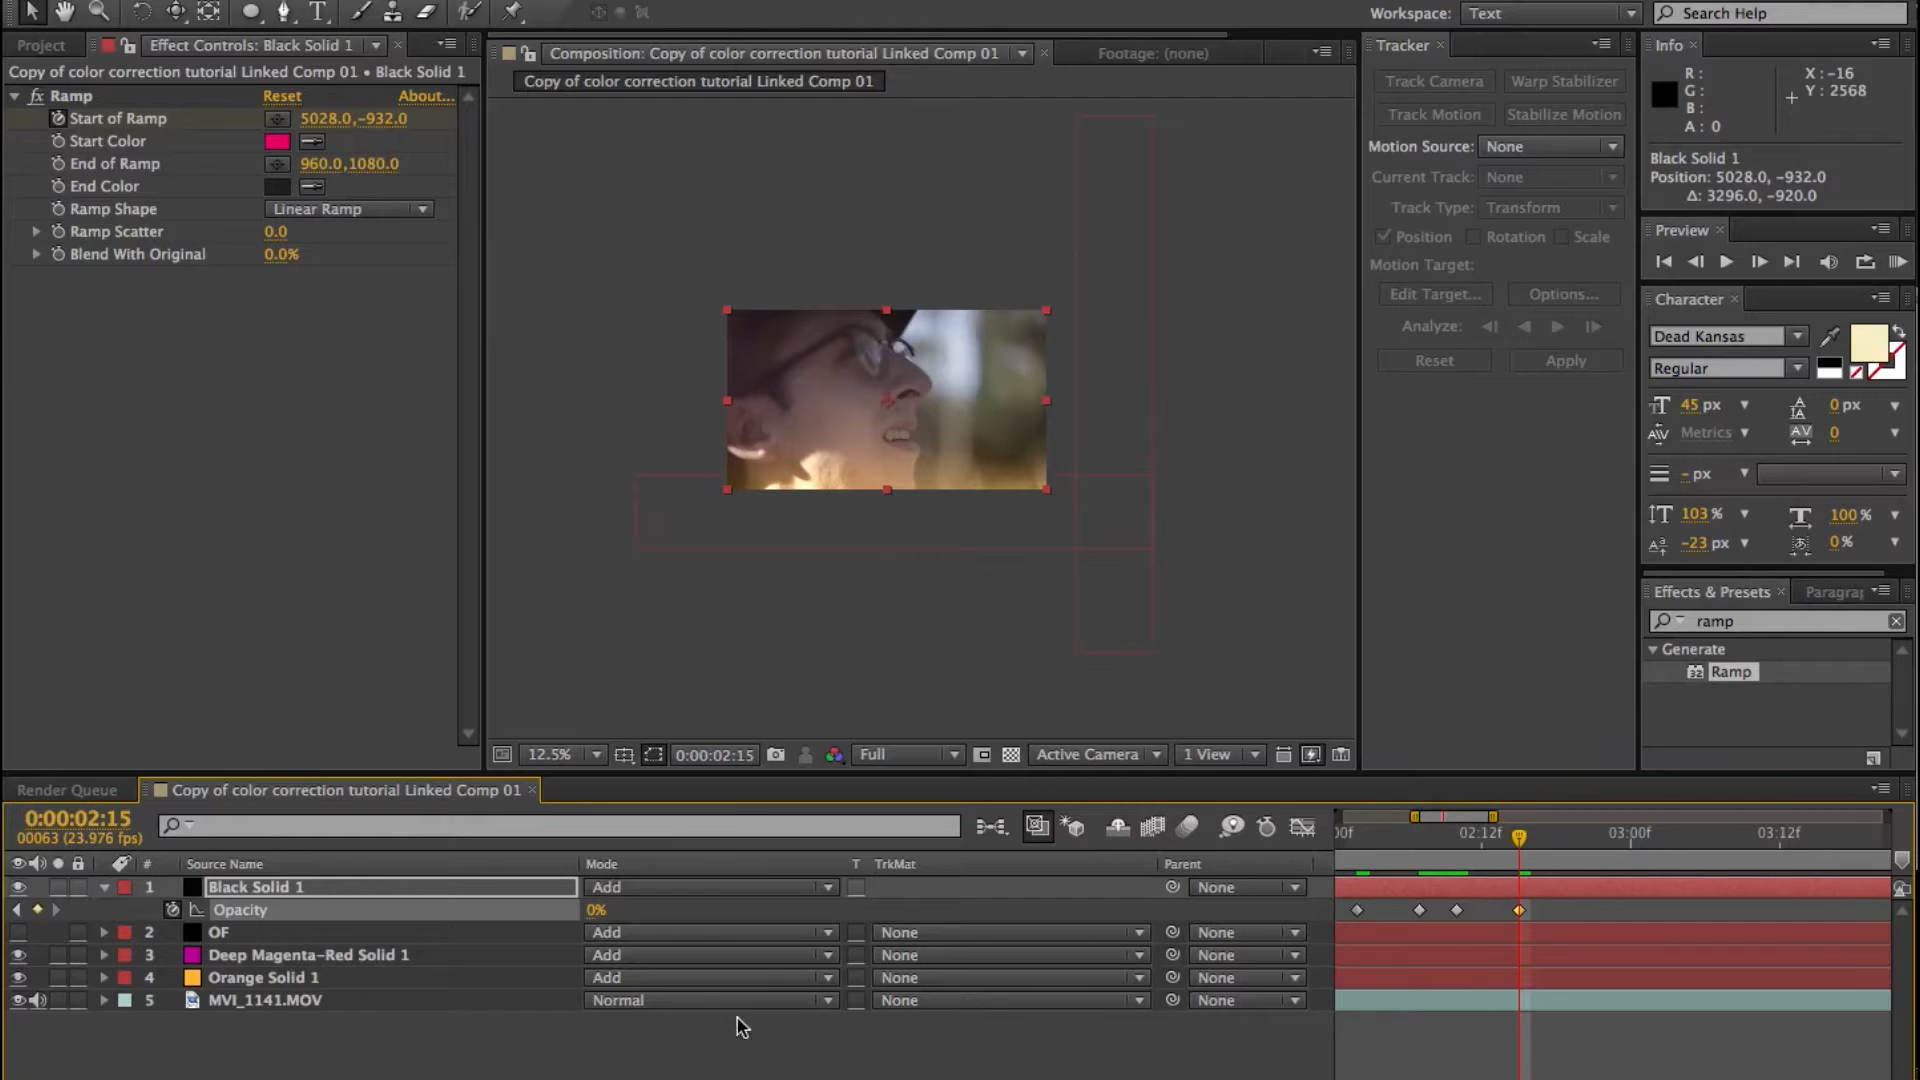 Workspace: Text
Search Help
Project
Effect Controls: Black Solid 1
Copy of color correction tutorial Linked Comp 01 • Black Solid 1
fx Ramp Reset About...
Start of Ramp 5028.0,-932.0
Start Color
End of Ramp 960.0,1080.0
End Color
Ramp Shape Linear Ramp
Ramp Scatter 0.0
Blend With Original 0.0%
Composition: Copy of color correction tutorial Linked Comp 01
Footage: (none)
Copy of color correction tutorial Linked Comp 01
12.5% 0:00:02:15 Full Active Camera 1 View
Tracker
Track Camera Warp Stabilizer
Track Motion Stabilize Motion
Motion Source: None
Current Track: None
Track Type: Transform
Position Rotation Scale
Motion Target:
Edit Target... Options...
Analyze:
Reset Apply
Info
R: X: -16
G: Y: 2568
B:
A: 0
Black Solid 1
Position: 5028.0, -932.0
Δ: 3296.0, -920.0
Preview
Character
Dead Kansas
Regular
45 px 0 px
Metrics 0
- px
103 % 100 %
-23 px 0 %
Effects & Presets Paragrap
ramp
Generate
32 Ramp
Render Queue
Copy of color correction tutorial Linked Comp 01
0:00:02:15
00063 (23.976 fps)
00f 02:12f 03:00f 03:12f
# Source Name Mode T TrkMat Parent
1 Black Solid 1 Add None
Opacity 0%
2 OF Add None None
3 Deep Magenta-Red Solid 1 Add None None
4 Orange Solid 1 Add None None
5 MVI_1141.MOV Normal None None